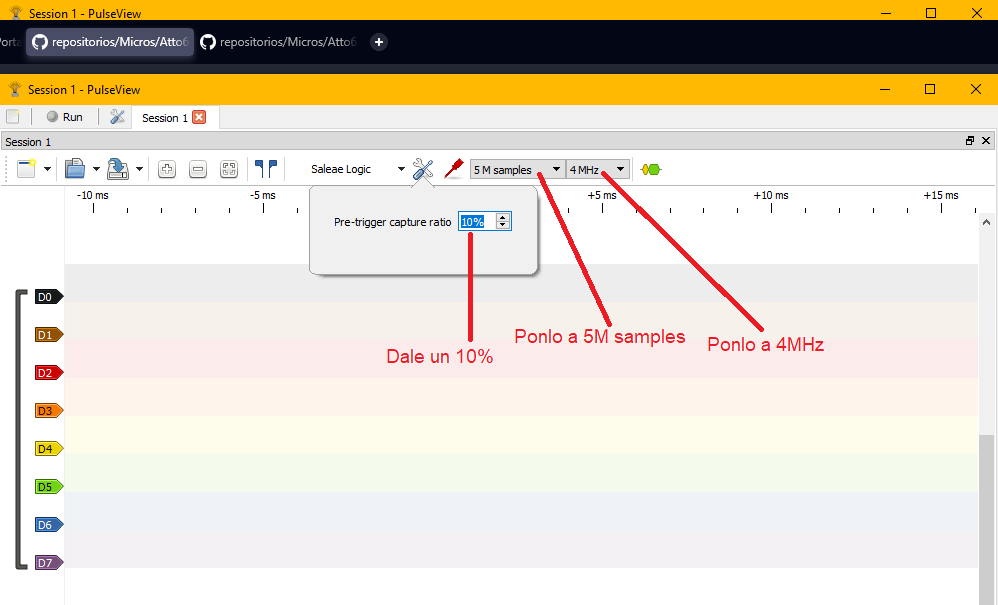 Session 1 - PulseView
repositorios/Micros/Atto6
repositorios/Micros/Atto6
Session 1 - PulseView
Run
Session 1
Session 1
Saleae Logic
5 M samples
4 MHz
-10 ms
-5 ms
+5 ms
+10 ms
+15 ms
Pre-trigger capture ratio 10%
D0
D1
Dale un 10%
Ponlo a 5M samples
Ponlo a 4MHz
D2
D3
D4
D5
D6
D7